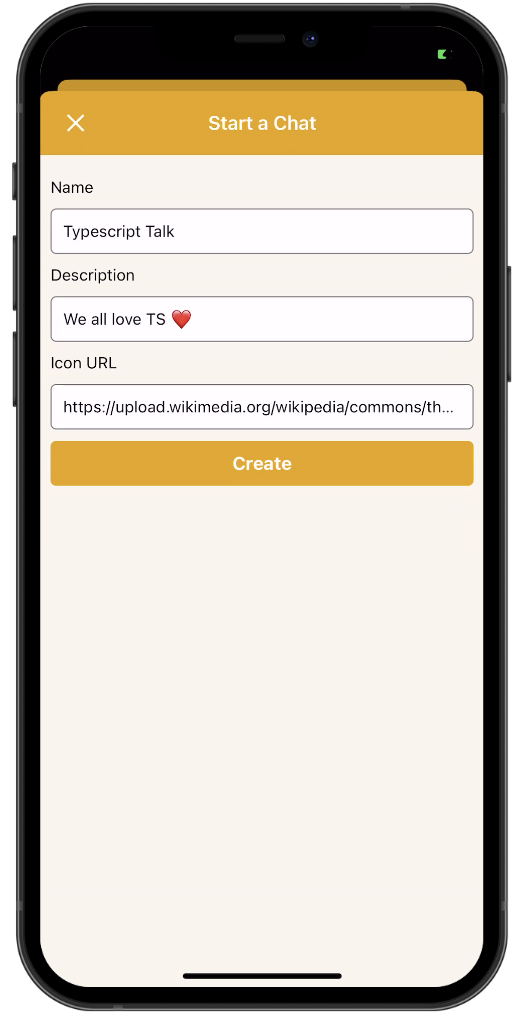 Start a Chat
Name
Typescript Talk
Description
We all love TS ❤️
Icon URL
https://upload.wikimedia.org/wikipedia/commons/th...
Create